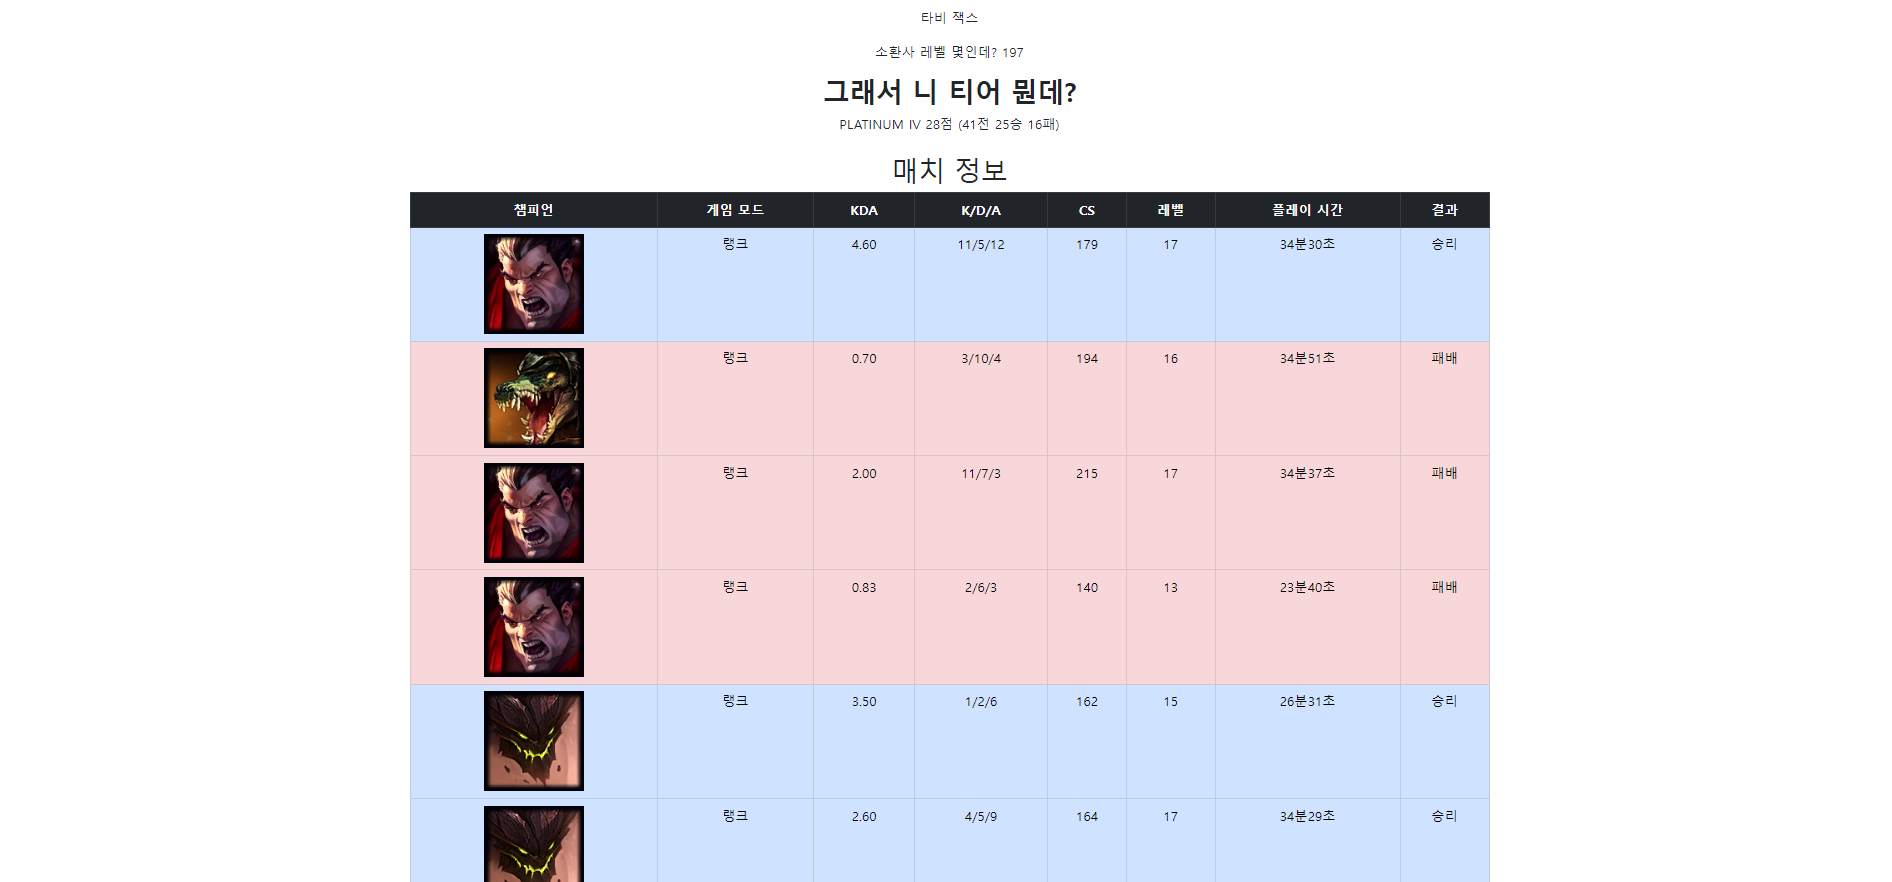 타비 잭스
소환사 레벨 몇인데? 197
그래서 니 티어 뭔데?
PLATINUM IV 28점 (41전 25승 16패)
매치 정보
챔피언 게임 모드 KDA K/D/A CS 레벨 플레이 시간 결과
랭크 4.60 11/5/12 179 17 34분30초 승리
랭크 0.70 3/10/4 194 16 34분51초 패배
랭크 2.00 11/7/3 215 17 34분37초 패배
랭크 0.83 2/6/3 140 13 23분40초 패배
랭크 3.50 1/2/6 162 15 26분31초 승리
랭크 2.60 4/5/9 164 17 34분29초 승리